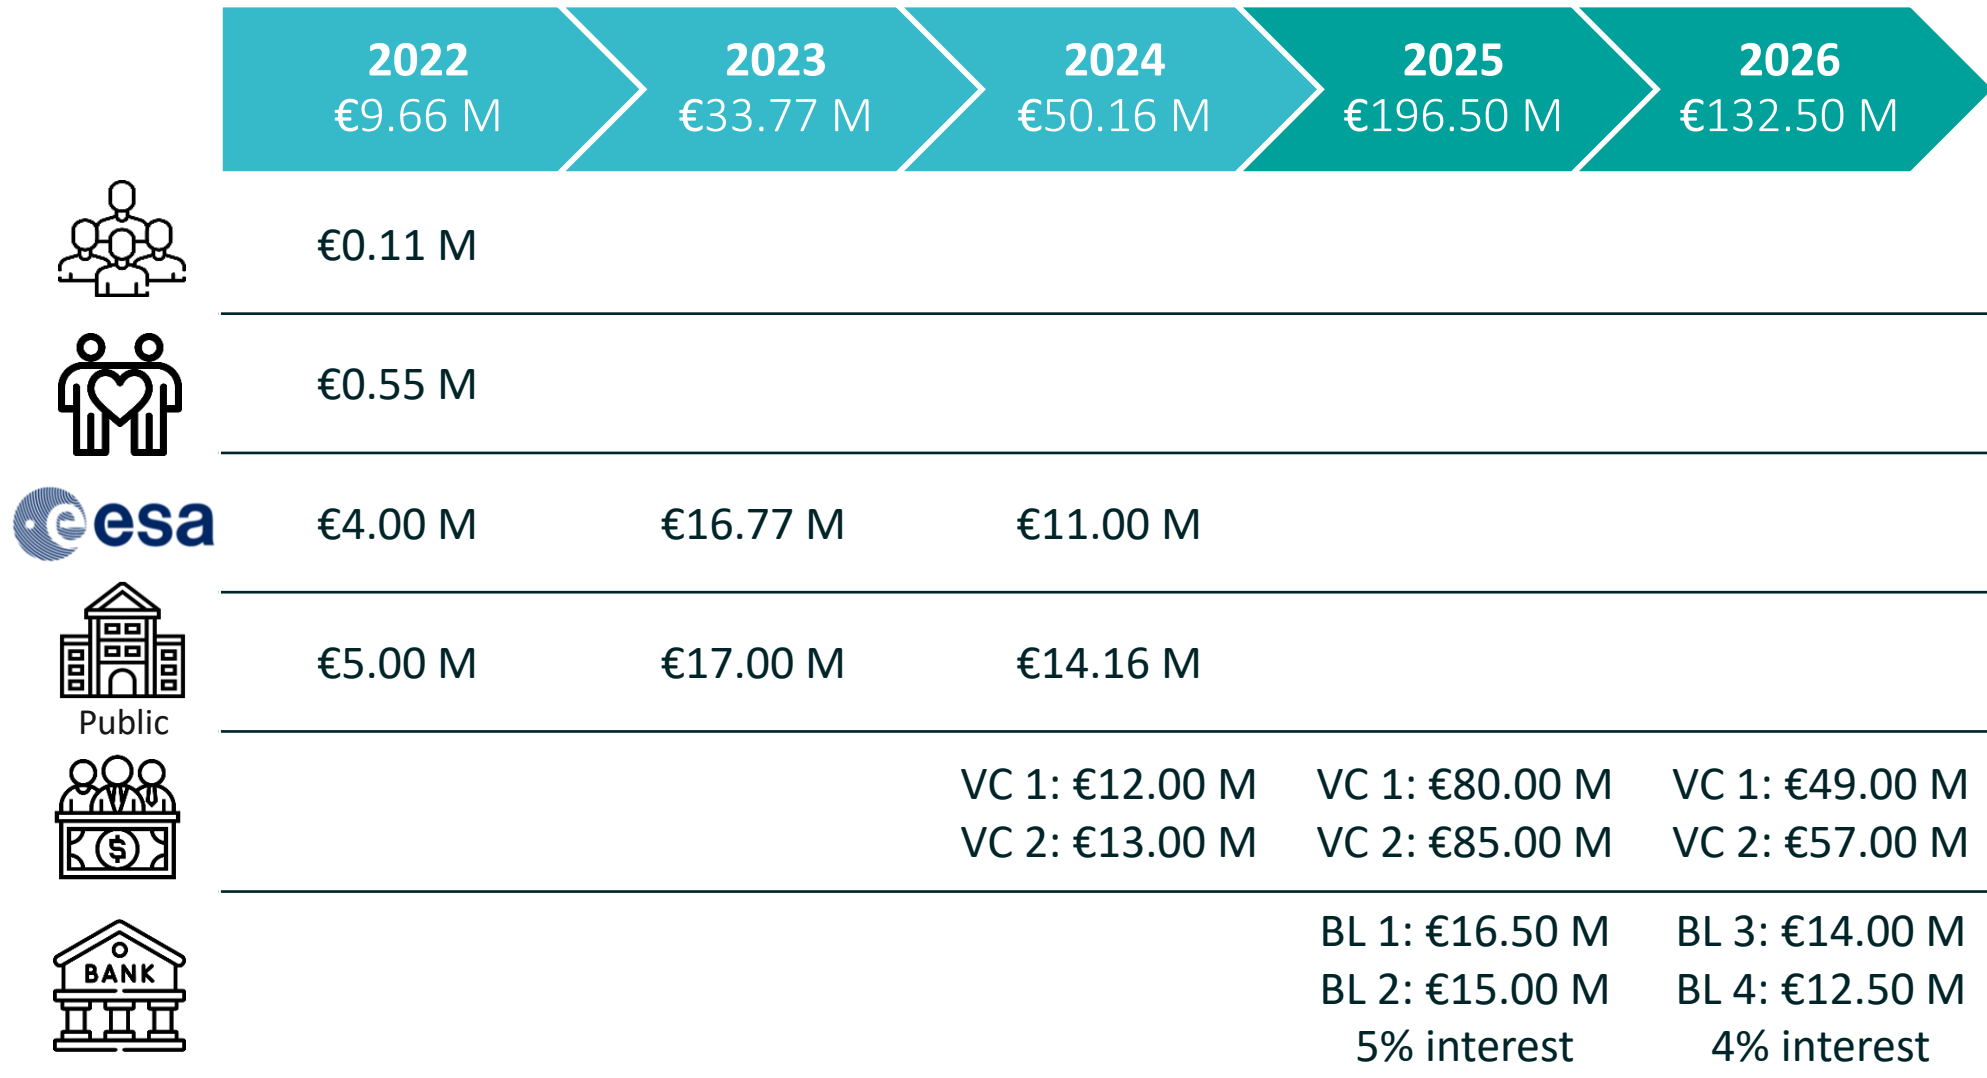 2022
€9.66 M
2023
€33.77 M
2024
€50.16 M
2025
€196.50 M
2026
€132.50 M
€0.11 M
€0.55 M
esa
€4.00 M
€16.77 M
€11.00 M
Public
€5.00 M
€17.00 M
€14.16 M
$
VC 1: €12.00 M
VC 2: €13.00 M
VC 1: €80.00 M
VC 2: €85.00 M
VC 1: €49.00 M
VC 2: €57.00 M
BANK
BL 1: €16.50 M
BL 2: €15.00 M
5% interest
BL 3: €14.00 M
BL 4: €12.50 M
4% interest